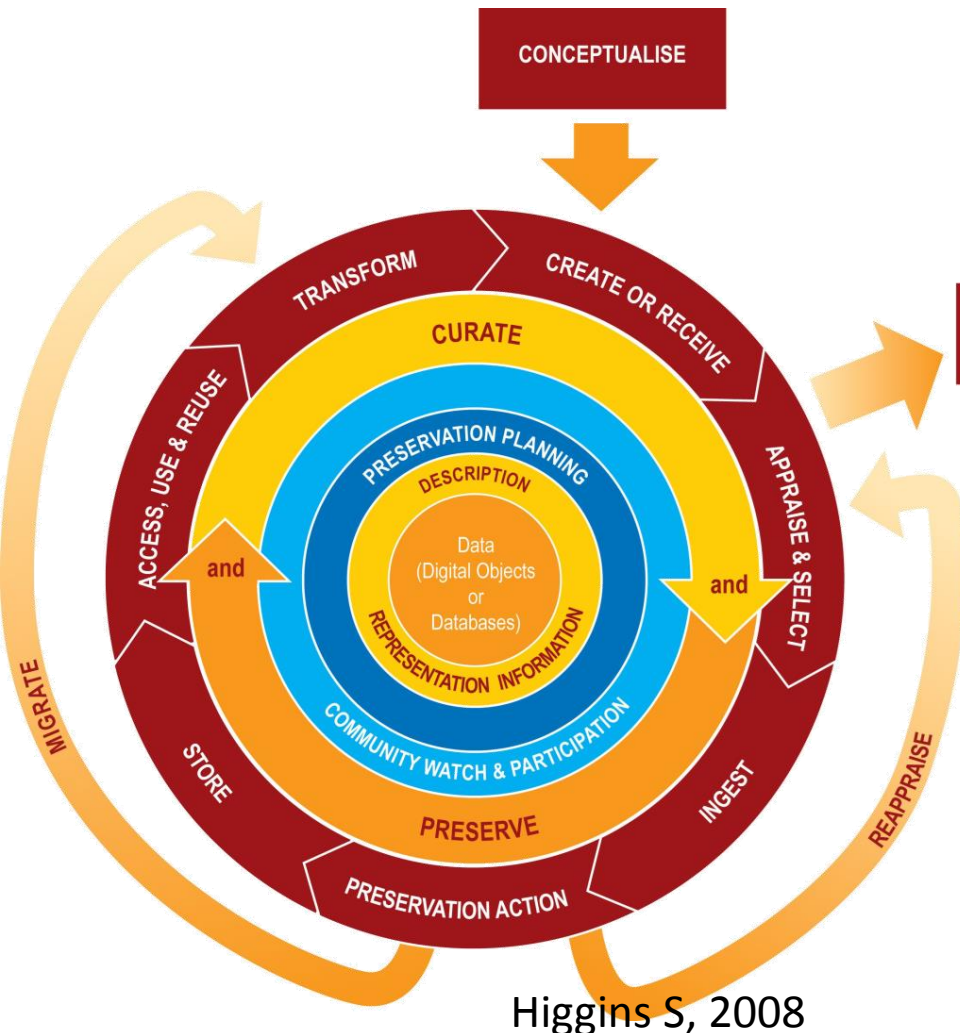 CONCEPTUALISE
TRANSFORM
CREATE OR RECEIVE
CURATE
ACCESS, USE & REUSE
APPRAISE & SELECT
PRESERVATION PLANNING
DESCRIPTION
Data
(Digital Objects
or
Databases)
and
and
REPRESENTATION INFORMATION
COMMUNITY WATCH & PARTICIPATION
MIGRATE
STORE
INGEST
REAPPRAISE
PRESERVE
PRESERVATION ACTION
Higgins S, 2008